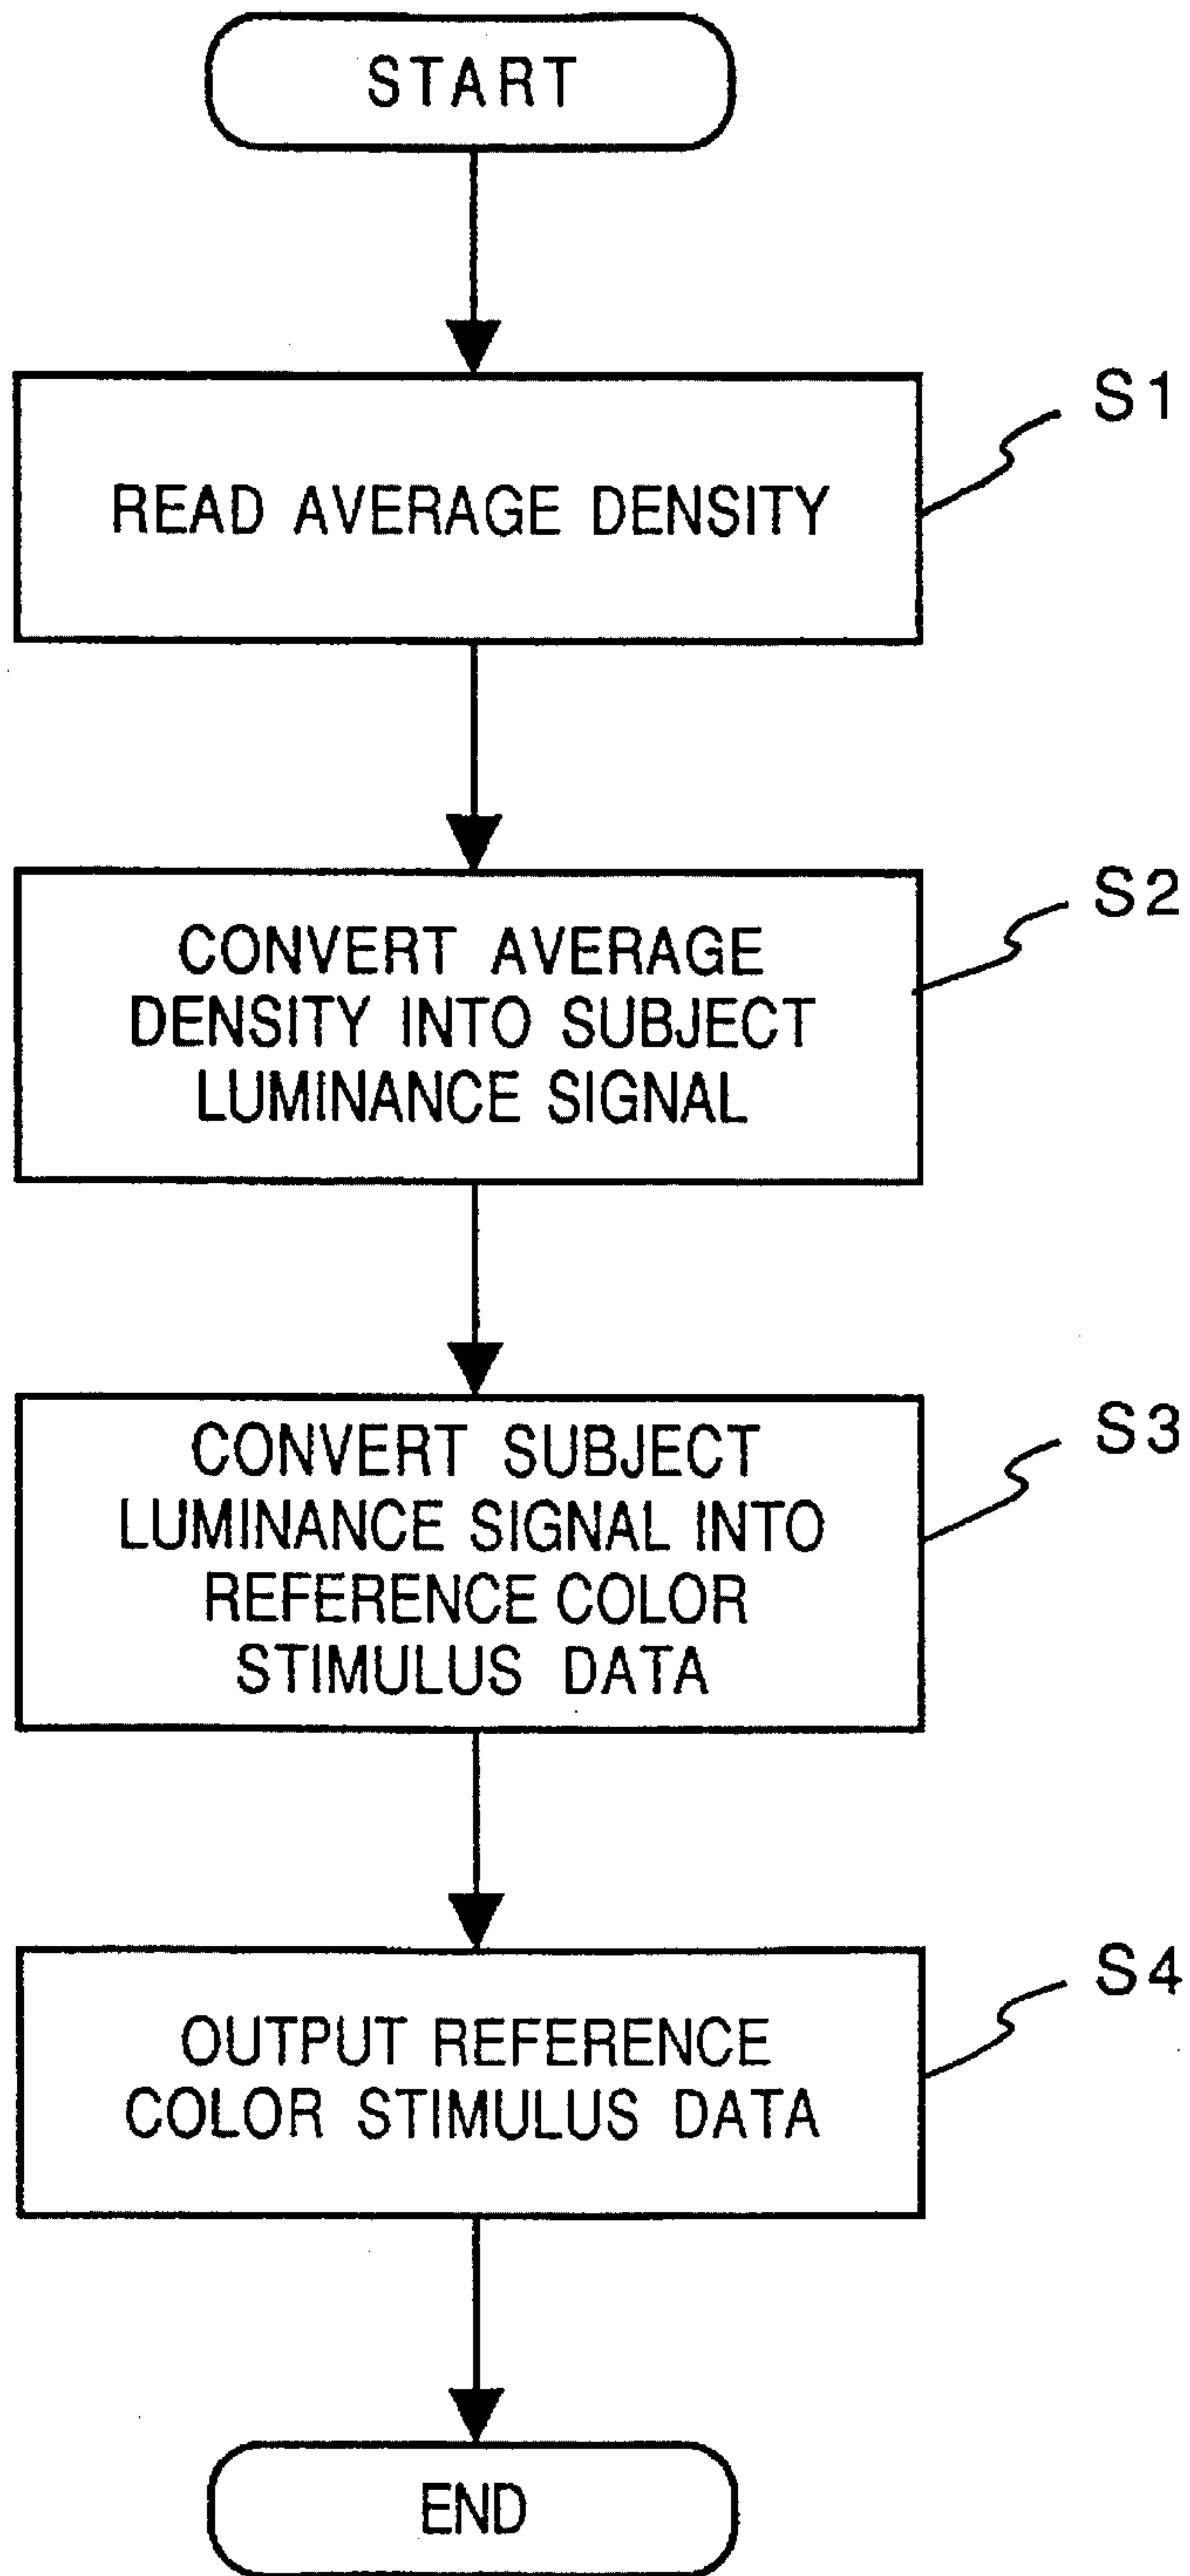 START
S1
READ AVERAGE DENSITY
S2
CONVERT AVERAGE
DENSITY INTO SUBJECT
LUMINANCE SIGNAL
S3
CONVERT SUBJECT
LUMINANCE SIGNAL INTO
REFERENCE COLOR
STIMULUS DATA
S4
OUTPUT REFERENCE
COLOR STIMULUS DATA
END